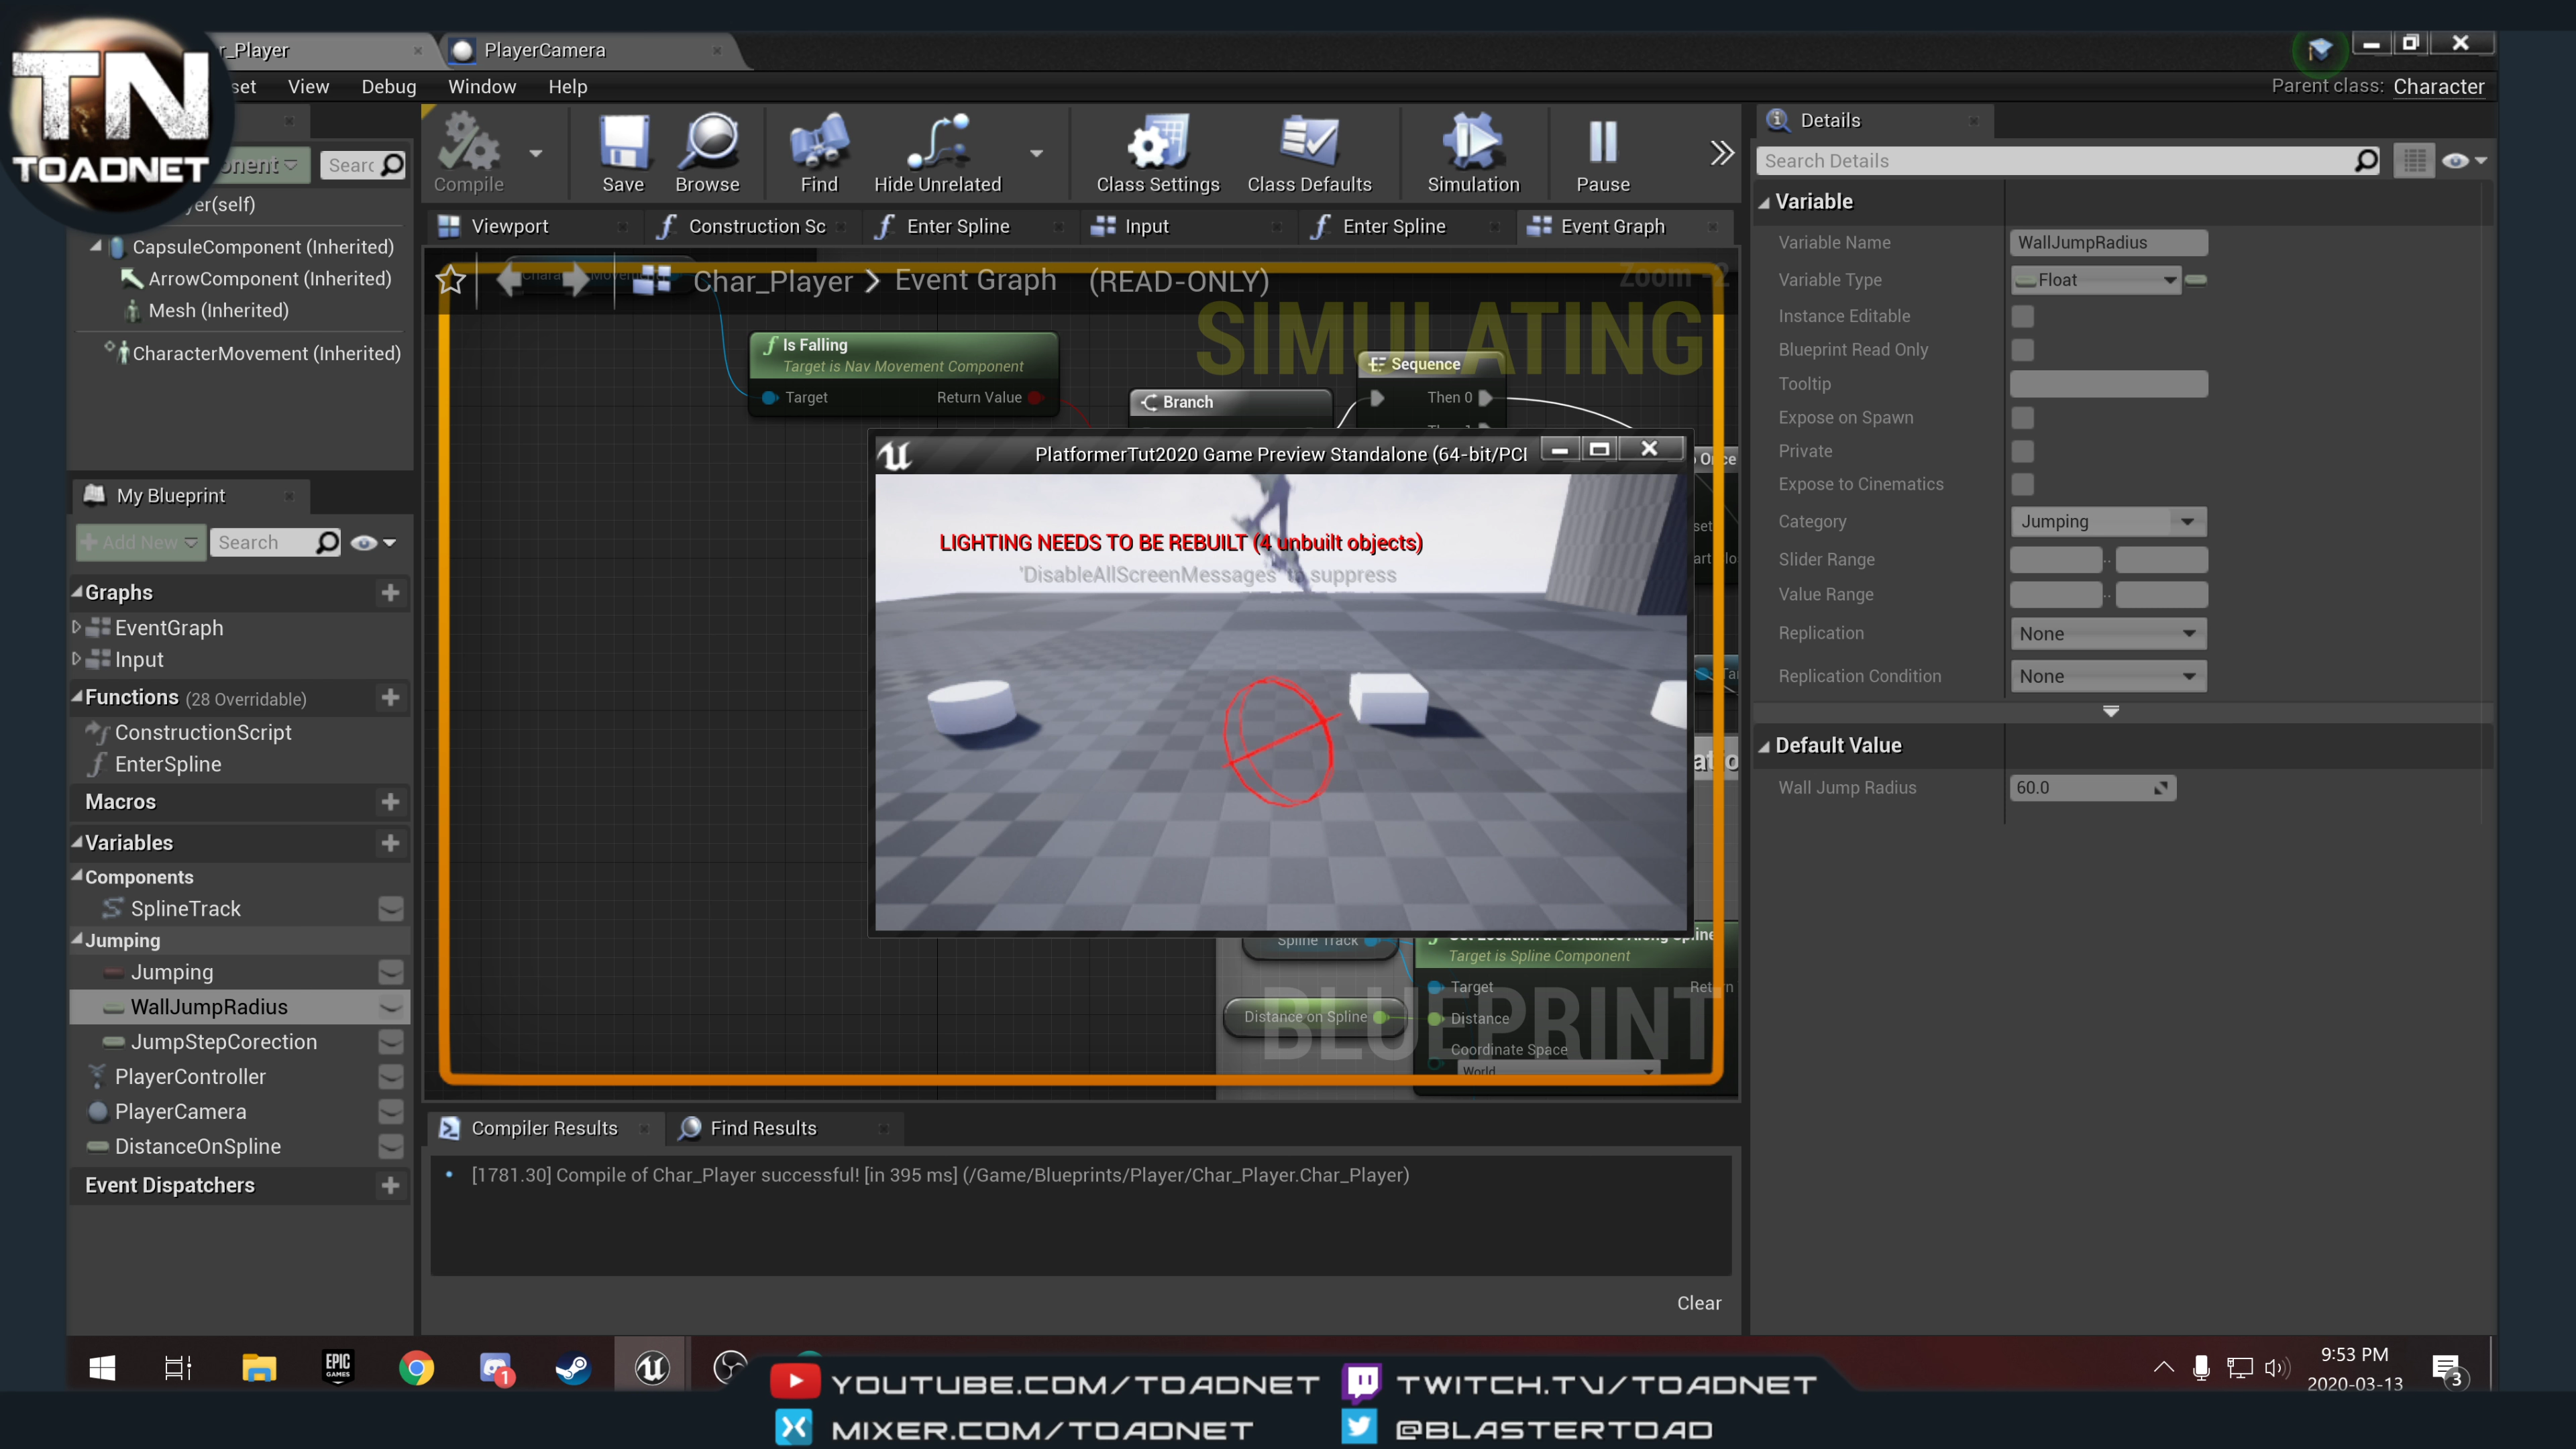 TN
TOADNET
r_Player
PlayerCamera
set View Debug Window Help
Parent class: Character
onent
Searc
yer(self)
CapsuleComponent (Inherited)
ArrowComponent (Inherited)
Mesh (Inherited)
CharacterMovement (Inherited)
Compile
Save
Browse
Find
Hide Unrelated
Class Settings
Class Defaults
Simulation
Pause
Viewport
Construction Sc
Enter Spline
Input
Enter Spline
Event Graph
Char_Player > Event Graph (READ-ONLY)
Zoom -2
SIMULATING
Is Falling
Target is Nav Movement Component
Target
Return Value
Branch
Sequence
Then 0
Once
PlatformerTut2020 Game Preview Standalone (64-bit/PCI
LIGHTING NEEDS TO BE REBUILT (4 unbuilt objects)
'DisableAllScreenMessages' to suppress
Spline Track
Target is Spline Component
Target
Distance on Spline
Distance
Coordinate Space
World
BLUEPRINT
My Blueprint
Add New
Search
Graphs
EventGraph
Input
Functions (28 Overridable)
ConstructionScript
EnterSpline
Macros
Variables
Components
SplineTrack
Jumping
Jumping
WallJumpRadius
JumpStepCorection
PlayerController
PlayerCamera
DistanceOnSpline
Event Dispatchers
Compiler Results
Find Results
[1781.30] Compile of Char_Player successful! [in 395 ms] (/Game/Blueprints/Player/Char_Player.Char_Player)
Clear
Details
Search Details
Variable
Variable Name WallJumpRadius
Variable Type Float
Instance Editable
Blueprint Read Only
Tooltip
Expose on Spawn
Private
Expose to Cinematics
Category Jumping
Slider Range
Value Range
Replication None
Replication Condition None
Default Value
Wall Jump Radius 60.0
EPIC
GAMES
1
9:53 PM
2020-03-13
3
YOUTUBE.COM/TOADNET
TWITCH.TV/TOADNET
MIXER.COM/TOADNET
@BLASTERTOAD